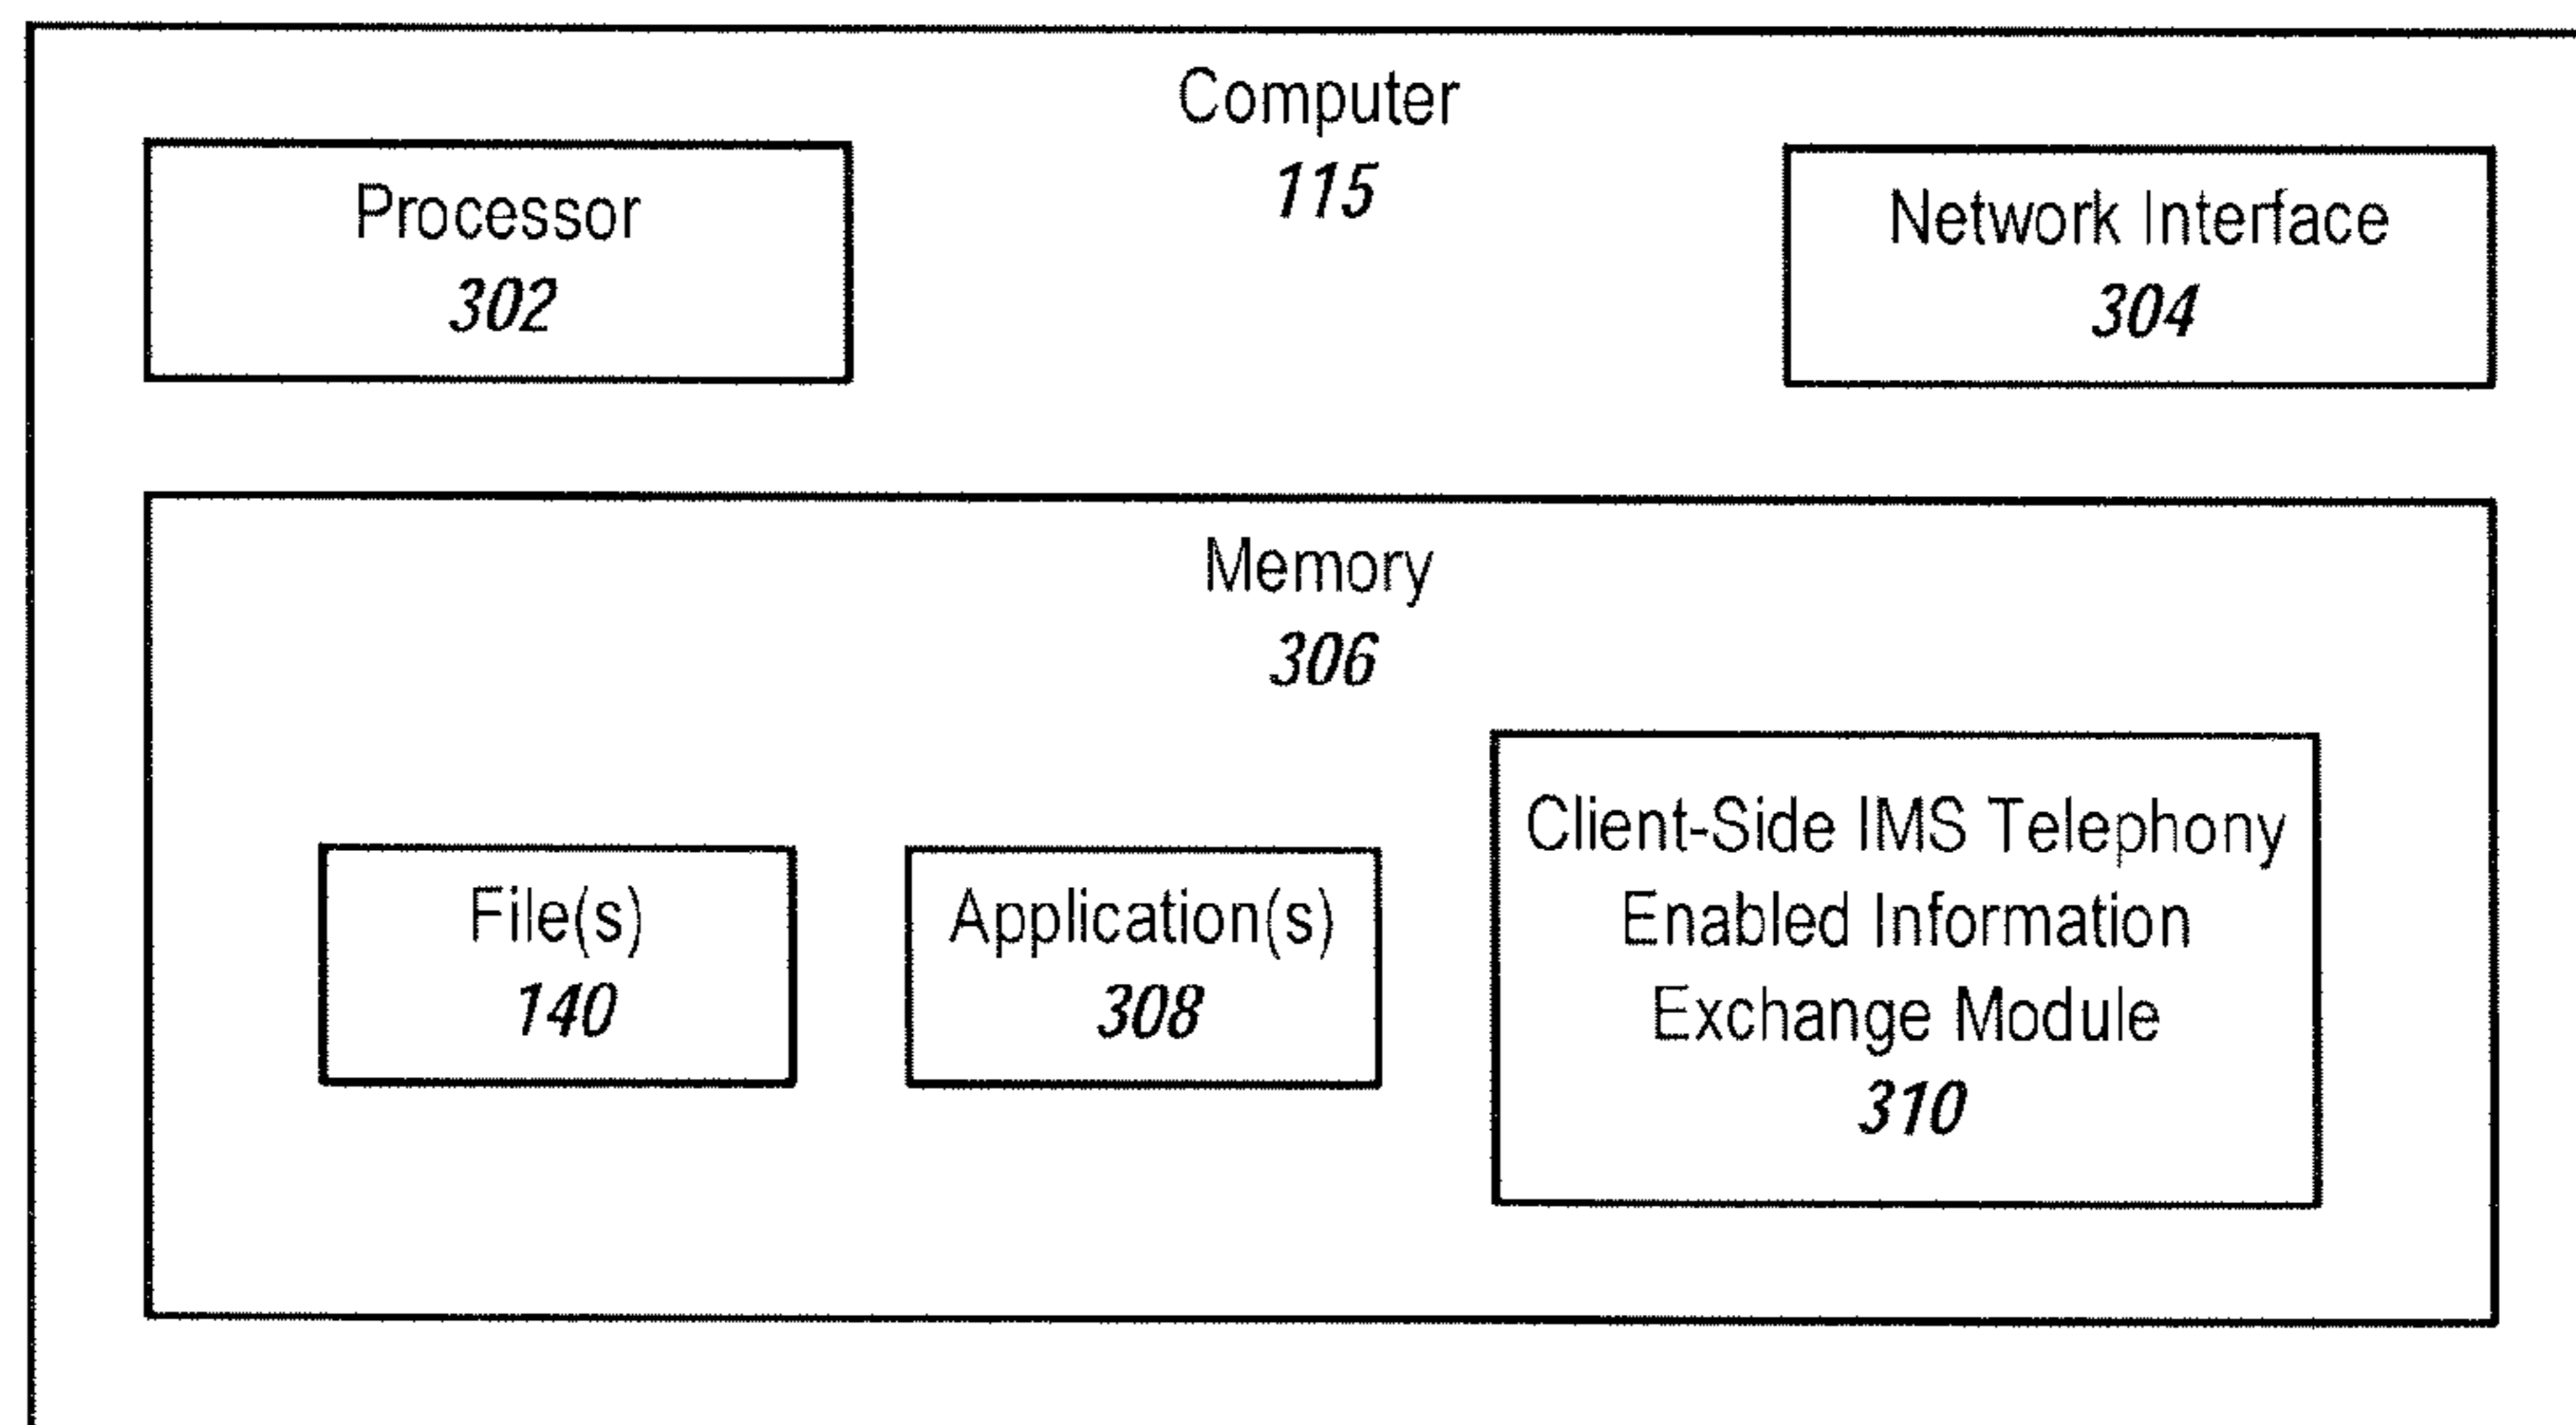 Computer
115
Processor
302
Network Interface
304
Memory
306
File(s)
140
Application(s)
308
Client-Side IMS Telephony
Enabled Information
Exchange Module
310